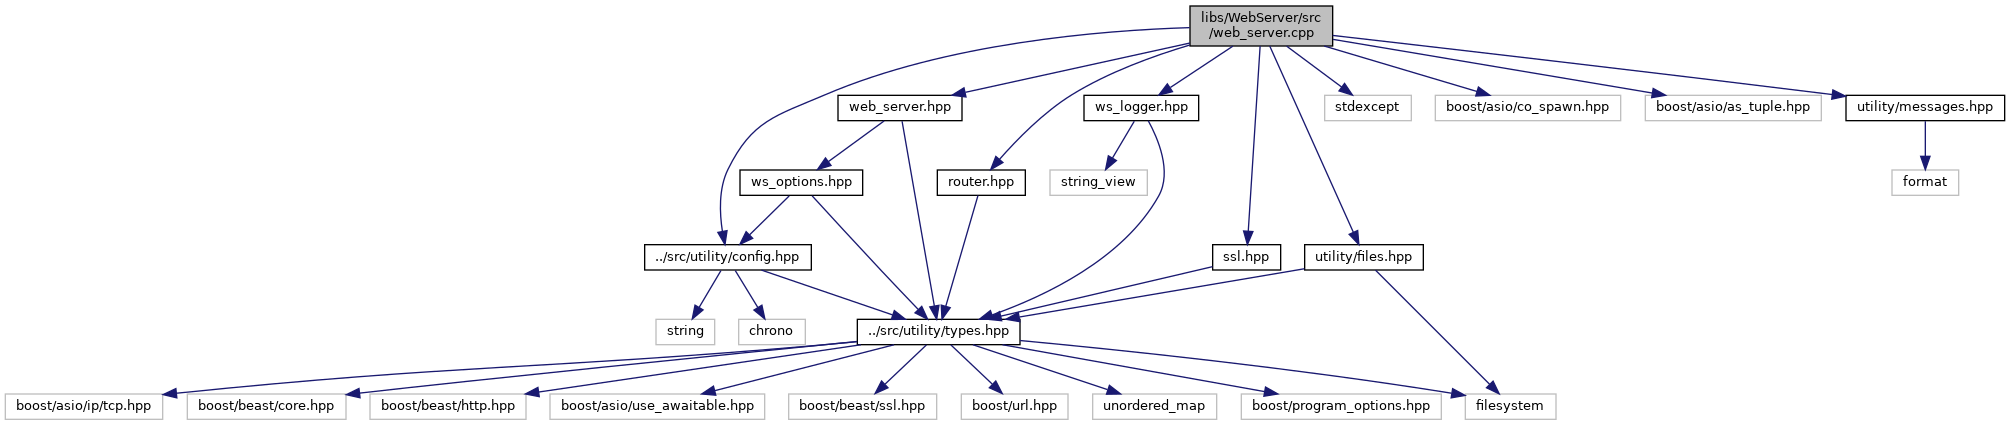 libs/WebServer/src
/web_server.cpp
web_server.hpp
ws_logger.hpp
stdexcept
boost/asio/co_spawn.hpp
boost/asio/as_tuple.hpp
utility/messages.hpp
ws_options.hpp
router.hpp
string_view
format
../src/utility/config.hpp
ssl.hpp
utility/files.hpp
string
chrono
../src/utility/types.hpp
boost/asio/ip/tcp.hpp
boost/beast/core.hpp
boost/beast/http.hpp
boost/asio/use_awaitable.hpp
boost/beast/ssl.hpp
boost/url.hpp
unordered_map
boost/program_options.hpp
filesystem